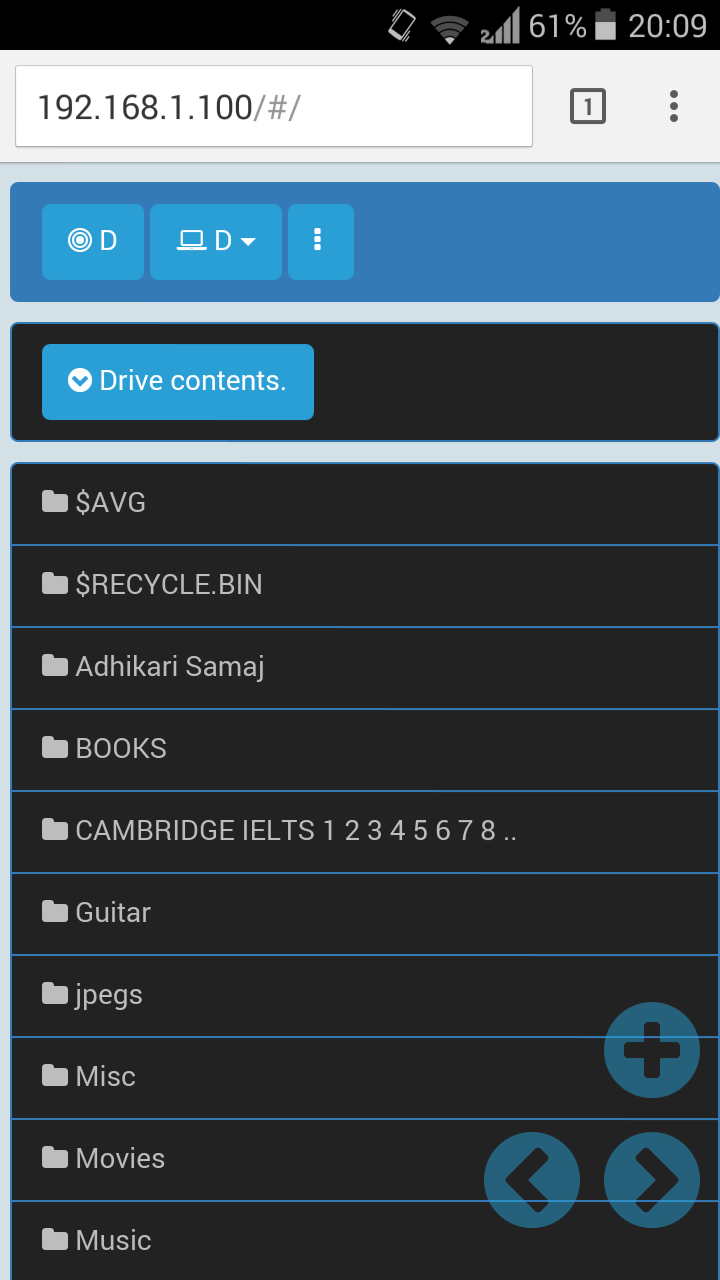 61% 20:09
192.168.1.100/#/ 1
D D
Drive contents.
$AVG
$RECYCLE.BIN
Adhikari Samaj
BOOKS
CAMBRIDGE IELTS 1 2 3 4 5 6 7 8 ..
Guitar
jpegs
Misc
Movies
Music